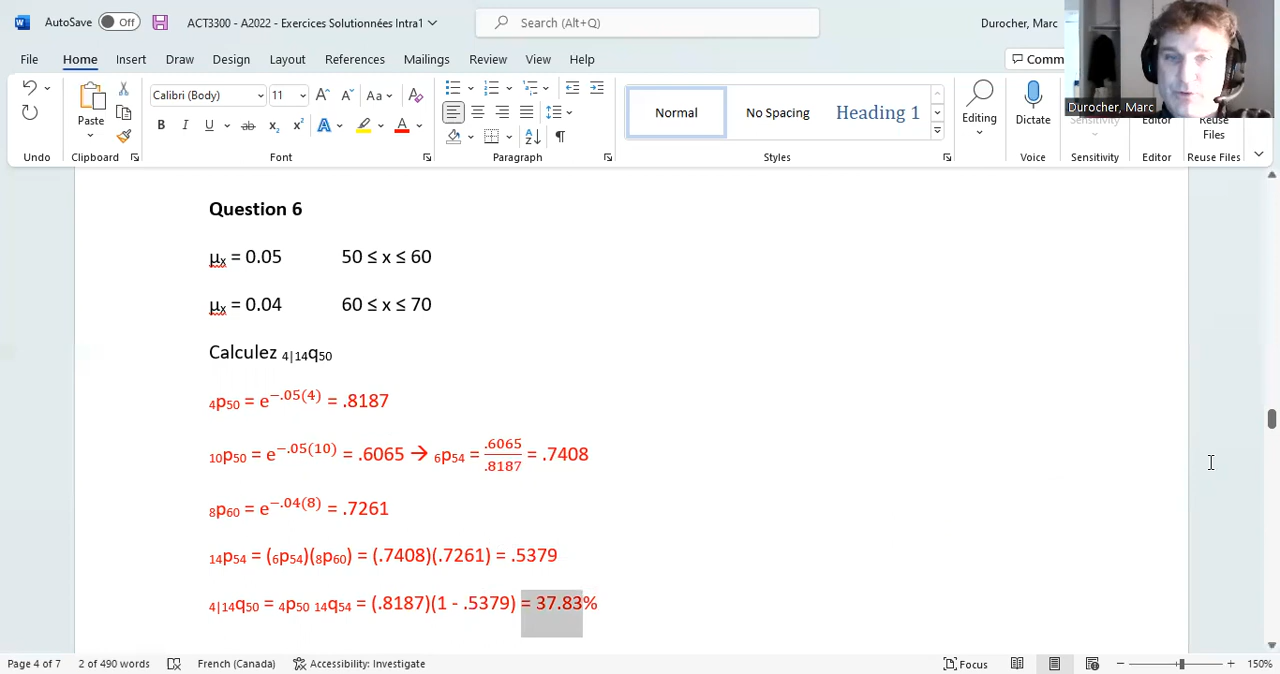 AutoSave Off ACT3300 - A2022 - Exercices Solutionnées Intra1 Search (Alt+Q) Durocher, Marc
File Home Insert Draw Design Layout References Mailings Review View Help Comm
Calibri (Body) 11 Aa
Paste
Normal No Spacing Heading 1
Editing Dictate Sensitivity Editor Reuse Files
Durocher, Marc
Undo Clipboard Font Paragraph Styles Voice Sensitivity Editor Reuse Files
Question 6
μₓ = 0.05 50 ≤ x ≤ 60
μₓ = 0.04 60 ≤ x ≤ 70
Calculez ₄|₁₄q₅₀
₄p₅₀ = e^−.05(4) = .8187
₁₀p₅₀ = e^−.05(10) = .6065 → ₆p₅₄ = .6065/.8187 = .7408
₈p₆₀ = e^−.04(8) = .7261
₁₄p₅₄ = (₆p₅₄)(₈p₆₀) = (.7408)(.7261) = .5379
₄|₁₄q₅₀ = ₄p₅₀ ₁₄q₅₄ = (.8187)(1 - .5379) = 37.83%
Page 4 of 7 2 of 490 words French (Canada) Accessibility: Investigate Focus 150%